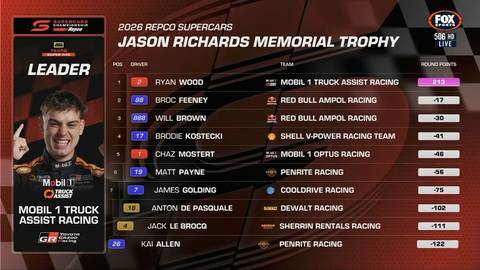 SUPERCARS
CHAMPIONSHIP
Repco
2026 REPCO SUPERCARS
JASON RICHARDS MEMORIAL TROPHY
FOX
SPORTS
506 HD
LIVE
LEADER
Mobil 1
TRUCK
ASSIST
MOBIL 1 TRUCK
ASSIST RACING
GR TOYOTA
GAZOO
Racing
POS DRIVER TEAM ROUND POINTS
1 2 RYAN WOOD MOBIL 1 TRUCK ASSIST RACING 213
2 88 BROC FEENEY RED BULL AMPOL RACING -17
3 888 WILL BROWN RED BULL AMPOL RACING -30
4 17 BRODIE KOSTECKI SHELL V-POWER RACING TEAM -41
5 1 CHAZ MOSTERT MOBIL 1 OPTUS RACING -46
6 19 MATT PAYNE PENRITE RACING -56
7 7 JAMES GOLDING COOLDRIVE RACING -75
18 ANTON DE PASQUALE DEWALT DEWALT RACING -102
4 JACK LE BROCQ SHERRIN RENTALS RACING -111
26 KAI ALLEN PENRITE RACING -122